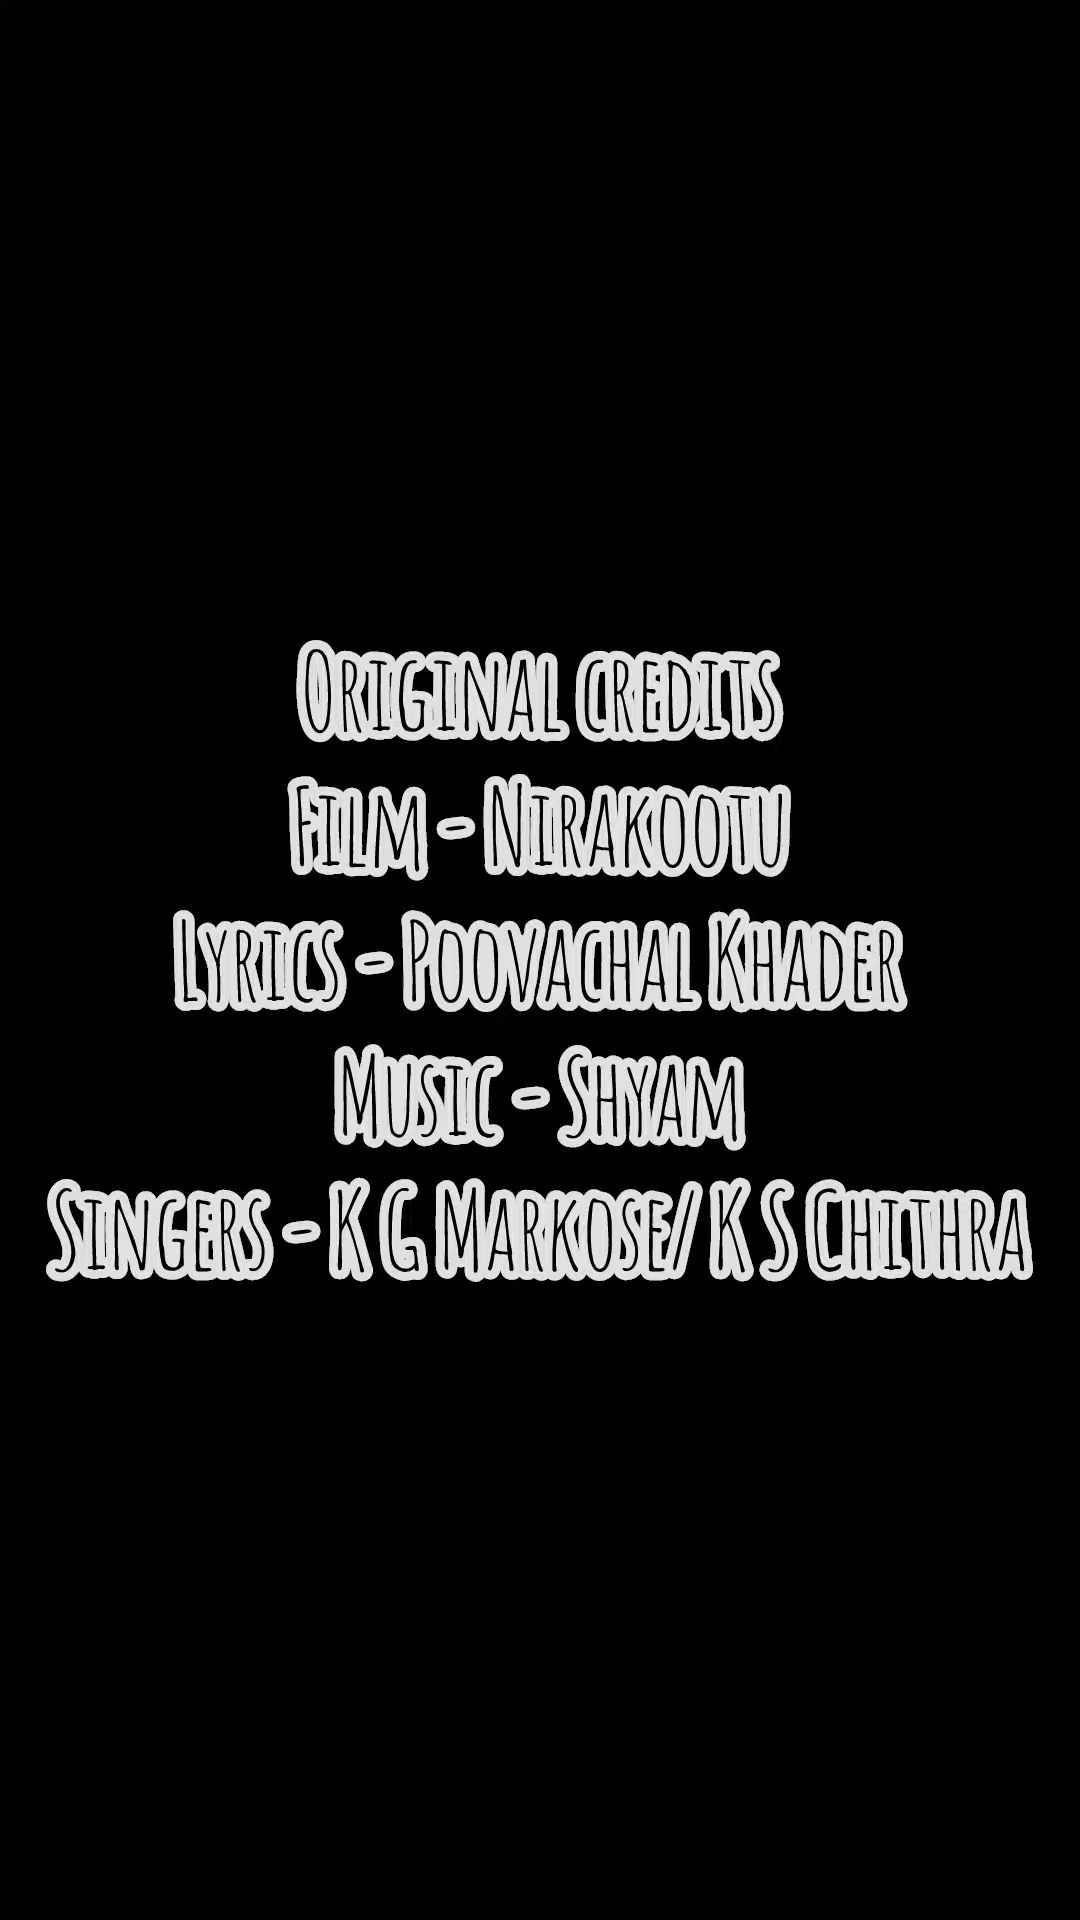 Original credits
Film - Nirakootu
Lyrics - Poovachal Khader
Music - Shyam
Singers - K G Markose/ K S Chithra